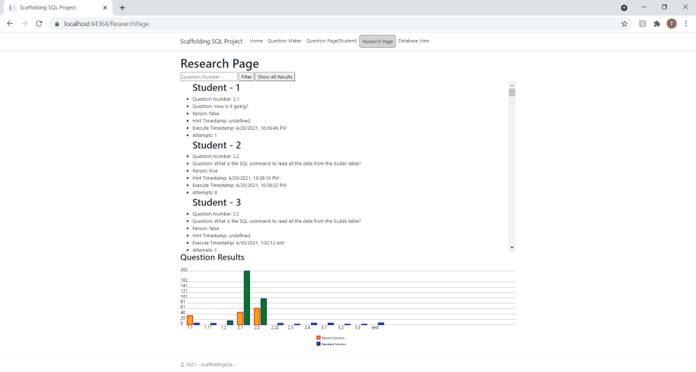 Scaffolding SQL Project
localhost:44364/ResearchPage
Scaffolding SQL Project Home Question Maker Question Page(Student) Research Page Database View
Research Page
Question Number Filter Show All Results
Student - 1
Question Number: 2.1
Question: How is it going?
Parson: false
Hint Timestamp: undefined
Execute Timestamp: 4/29/2021, 10:36:49 PM
Attempts: 1
Student - 2
Question Number: 2.2
Question: What is the SQL command to read all the data from the Guilds table?
Parson: true
Hint Timestamp: 4/29/2021, 10:38:10 PM
Execute Timestamp: 4/29/2021, 10:38:32 PM
Attempts: 6
Student - 3
Question Number: 2.2
Question: What is the SQL command to read all the data from the Guilds table?
Parson: false
Hint Timestamp: undefined
Execute Timestamp: 4/30/2021, 1:32:12 AM
Attempts: 1
Question Results
202
162
141
121
101
81
61
40
20
0
1.1 1.11 1.2 2.1 2.2 2.22 2.3 2.4 3.1 3.2 3.3 test
Parsons Solution
Standard Solution
© 2021 - ScaffoldingSQL -